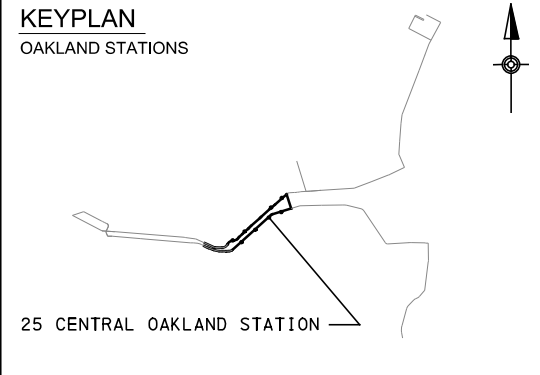 KEYPLAN
OAKLAND STATIONS
25 CENTRAL OAKLAND STATION